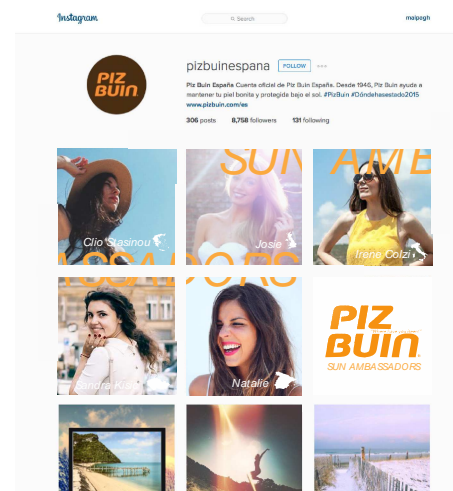 Instagram
Search
maipegh
pizbuinespana
FOLLOW
PIZ
BUIN
Piz Buin España Cuenta oficial de Piz Buin España. Desde 1946, Piz Buin ayuda a
mantener tu piel bonita y protegida bajo el sol. #PizBuin #Dóndehasestado2015
www.pizbuin.com/es
306 posts 8,758 followers 131 following
SUN AMB
Clio Stasinou
Josie
Irene Colzi
ASSADORS
Sandra
Natalie
PIZ
BUIN
SUN AMBASSADORS